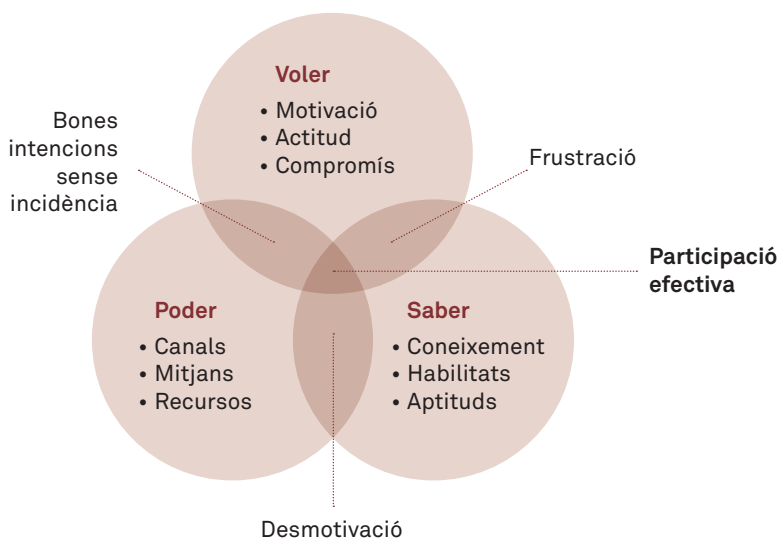 Voler
• Motivació
• Actitud
• Compromís
Bones
intencions
sense
incidència
Frustració
Participació
efectiva
Poder
• Canals
• Mitjans
• Recursos
Saber
• Coneixement
• Habilitats
• Aptituds
Desmotivació